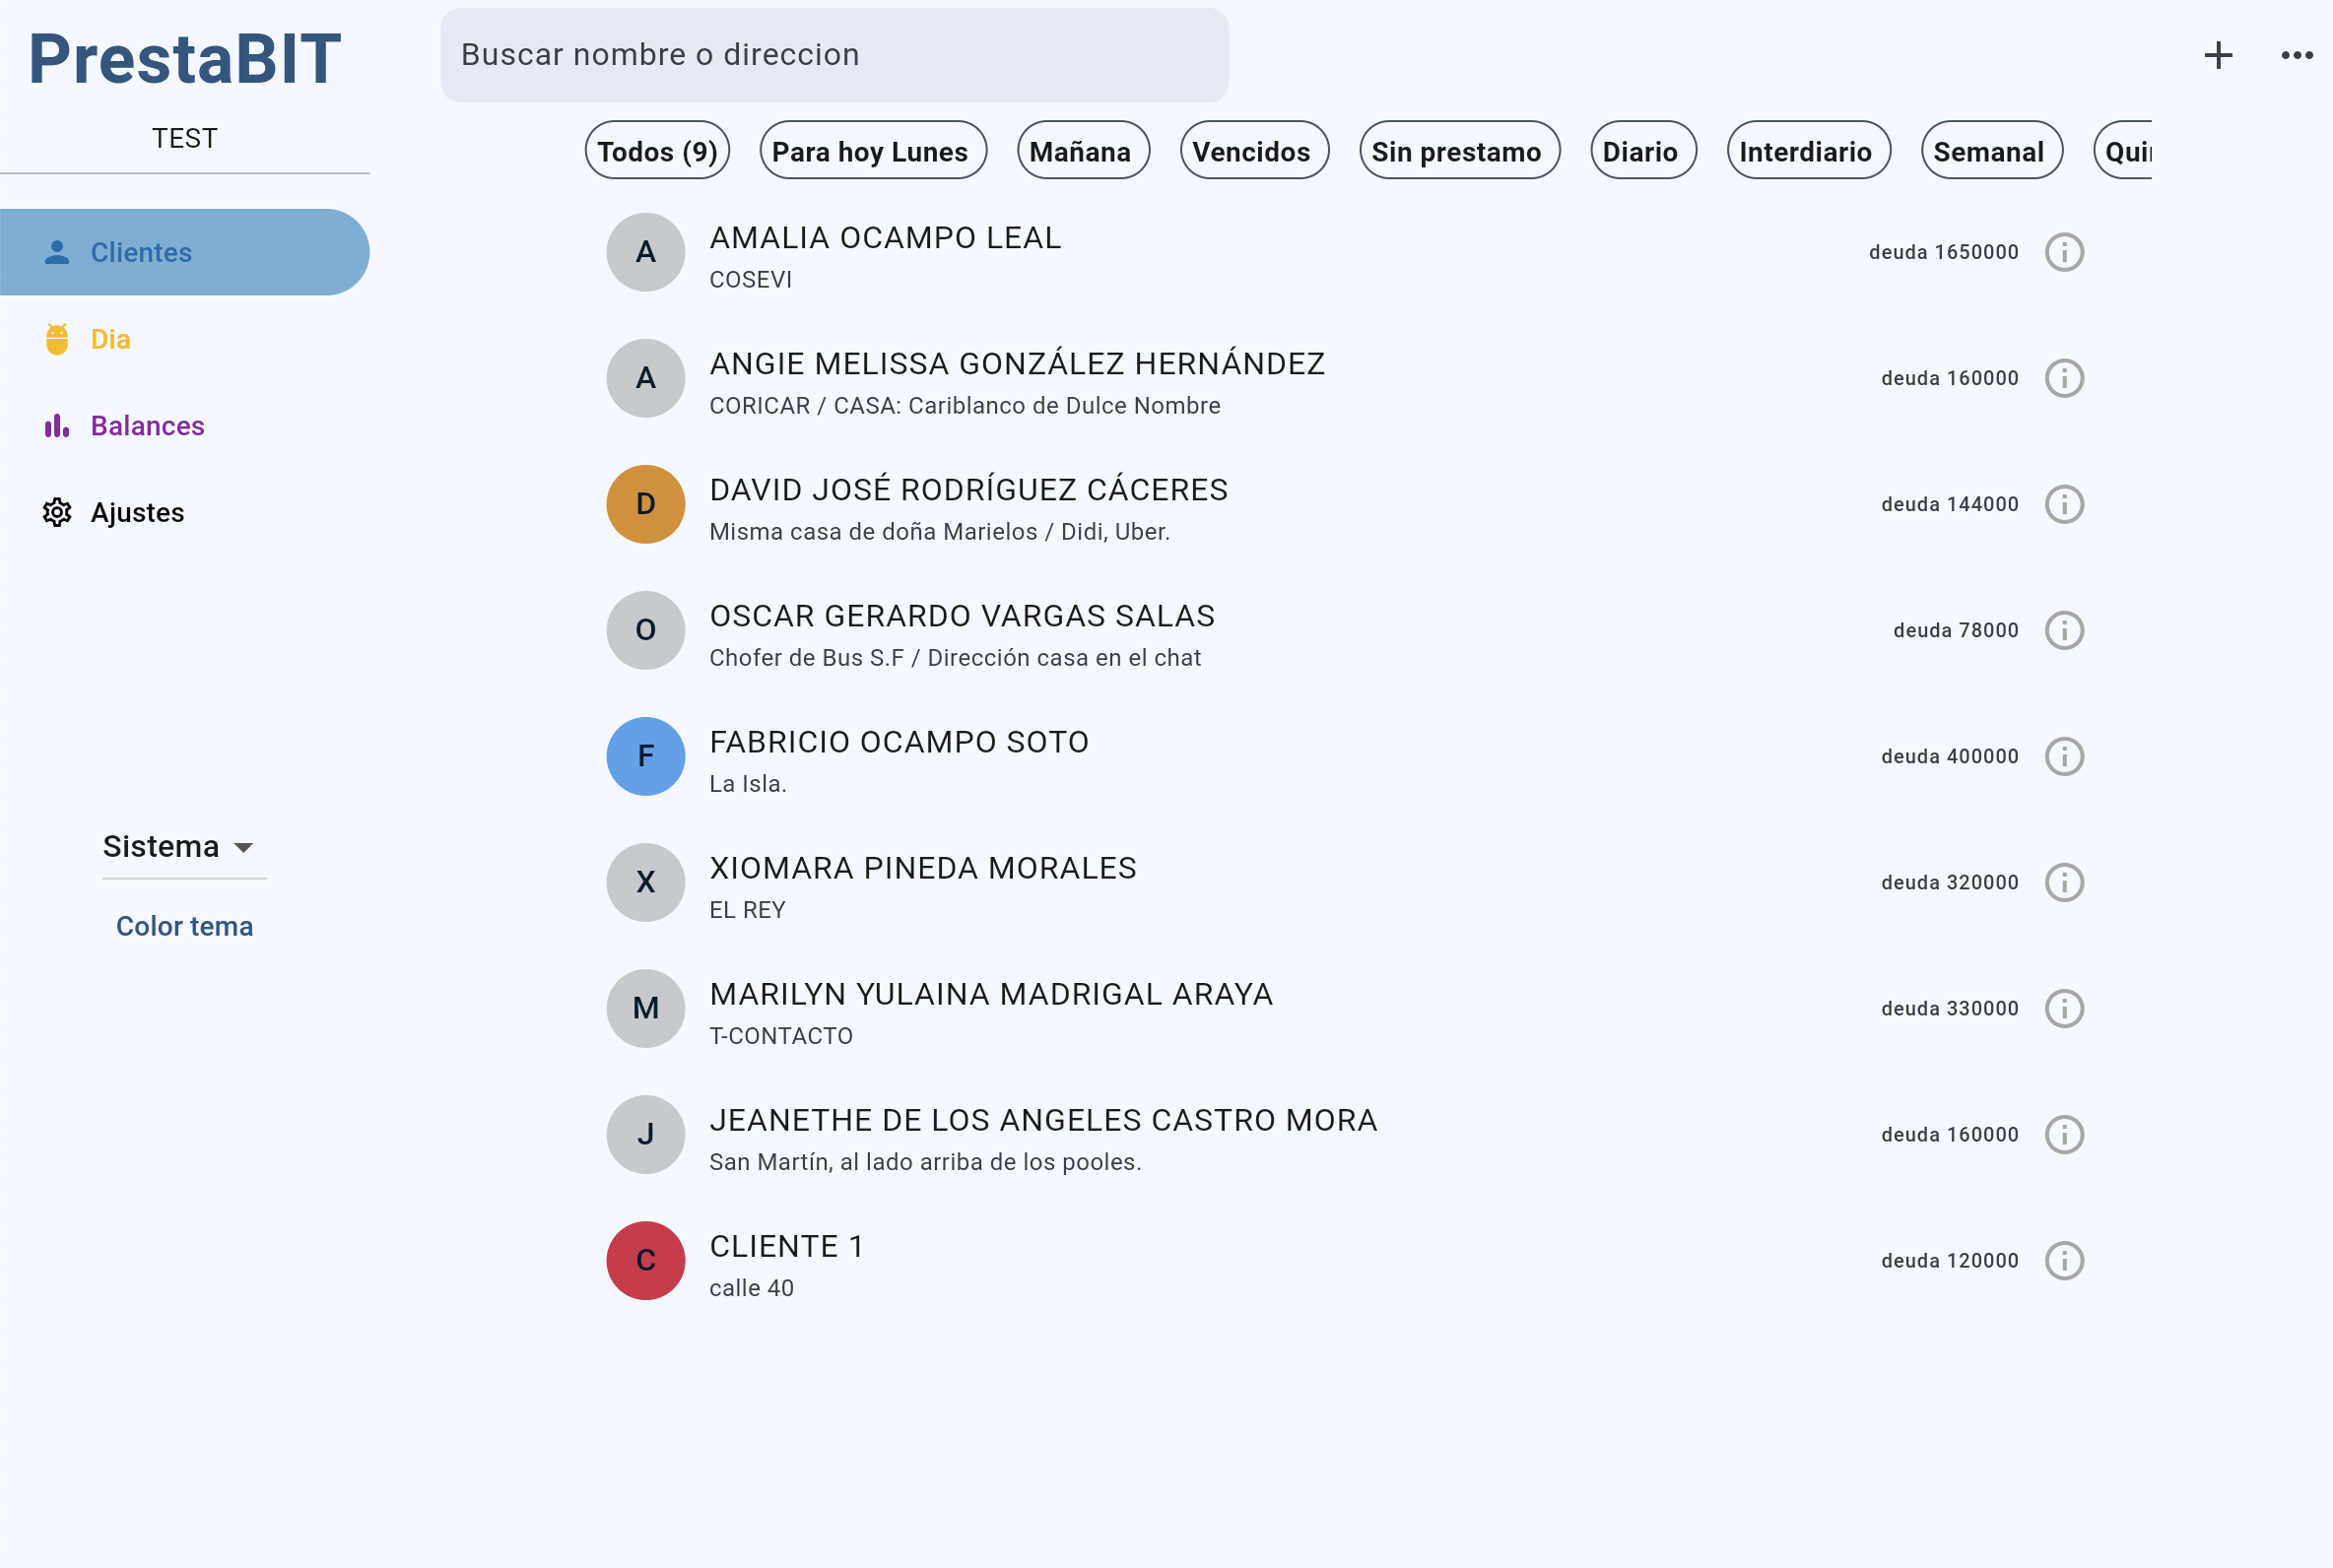 PrestaBIT
TEST
Clientes
Dia
Balances
Ajustes
Sistema
Color tema
Buscar nombre o direccion
Todos (9) Para hoy Lunes Mañana Vencidos Sin prestamo Diario Interdiario Semanal
A AMALIA OCAMPO LEAL deuda 1650000
COSEVI
A ANGIE MELISSA GONZÁLEZ HERNÁNDEZ deuda 160000
CORICAR / CASA: Cariblanco de Dulce Nombre
D DAVID JOSÉ RODRÍGUEZ CÁCERES deuda 144000
Misma casa de doña Marielos / Didi, Uber.
O OSCAR GERARDO VARGAS SALAS deuda 78000
Chofer de Bus S.F / Dirección casa en el chat
F FABRICIO OCAMPO SOTO deuda 400000
La Isla.
X XIOMARA PINEDA MORALES deuda 320000
EL REY
M MARILYN YULAINA MADRIGAL ARAYA deuda 330000
T-CONTACTO
J JEANETHE DE LOS ANGELES CASTRO MORA deuda 160000
San Martín, al lado arriba de los pooles.
C CLIENTE 1 deuda 120000
calle 40